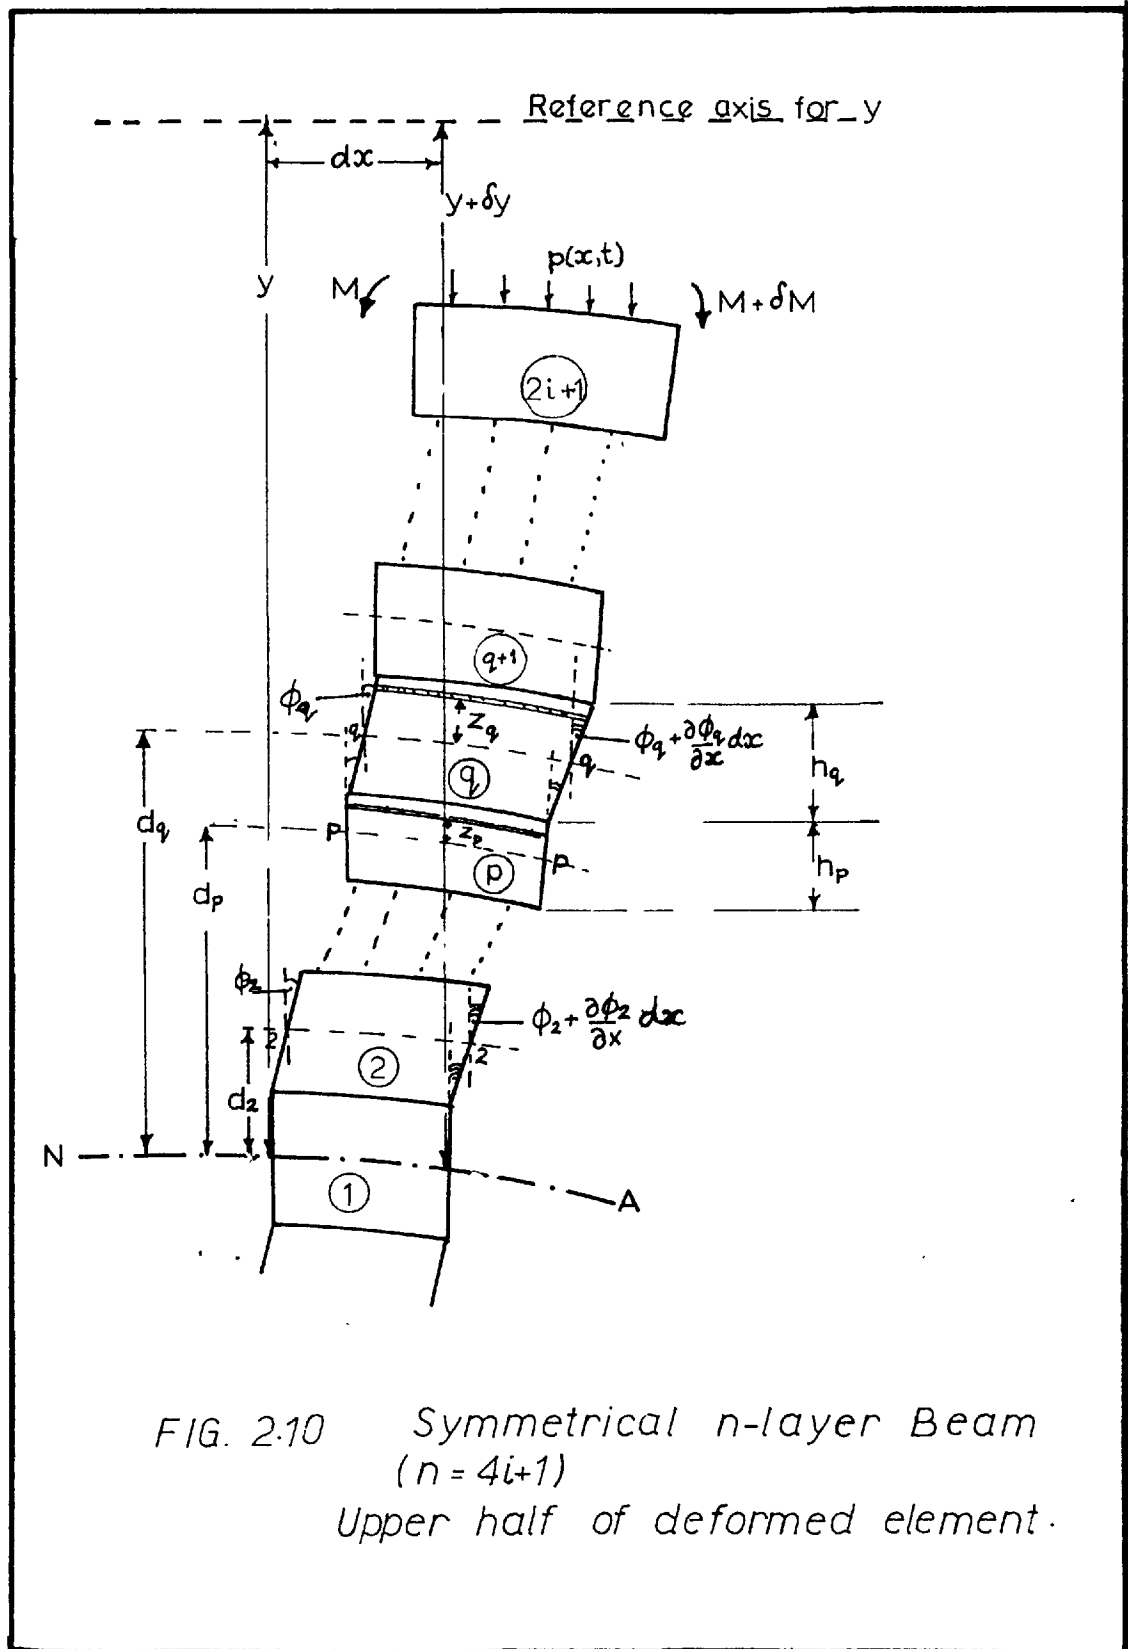 Reference axis for y
dx
y+δy
y
p(x,t)
M
M+δM
2i+1
q+1
ϕq
zq
q
q
ϕq + ∂ϕq/∂x dx
hq
q
dq
P
zp
P
p
hp
dp
ϕ2
ϕ2 + ∂ϕ2/∂x dx
2
2
2
d2
N
1
A
FIG. 2.10 Symmetrical n-layer Beam
(n = 4i+1)
Upper half of deformed element.